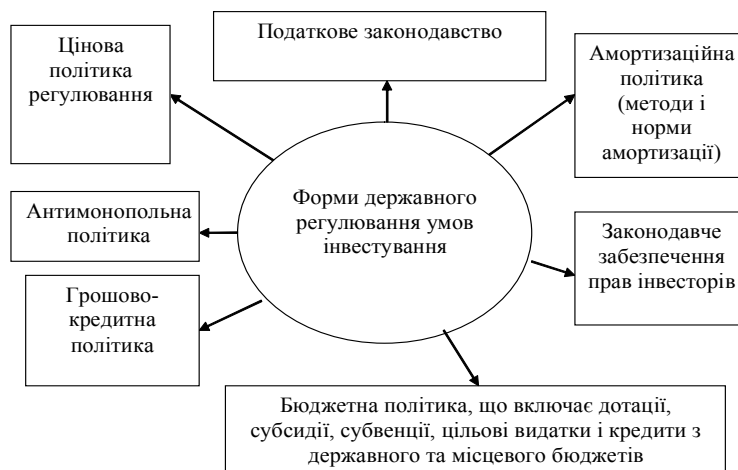 Цінова
політика
регулювання
Податкове законодавство
Амортизаційна
політика
(методи і
норми
амортизації)
Форми державного
регулювання умов
інвестування
Антимонопольна
політика
Законодавче
забезпечення
прав інвесторів
Грошово-
кредитна
політика
Бюджетна політика, що включає дотації,
субсидії, субвенції, цільові видатки і кредити з
державного та місцевого бюджетів